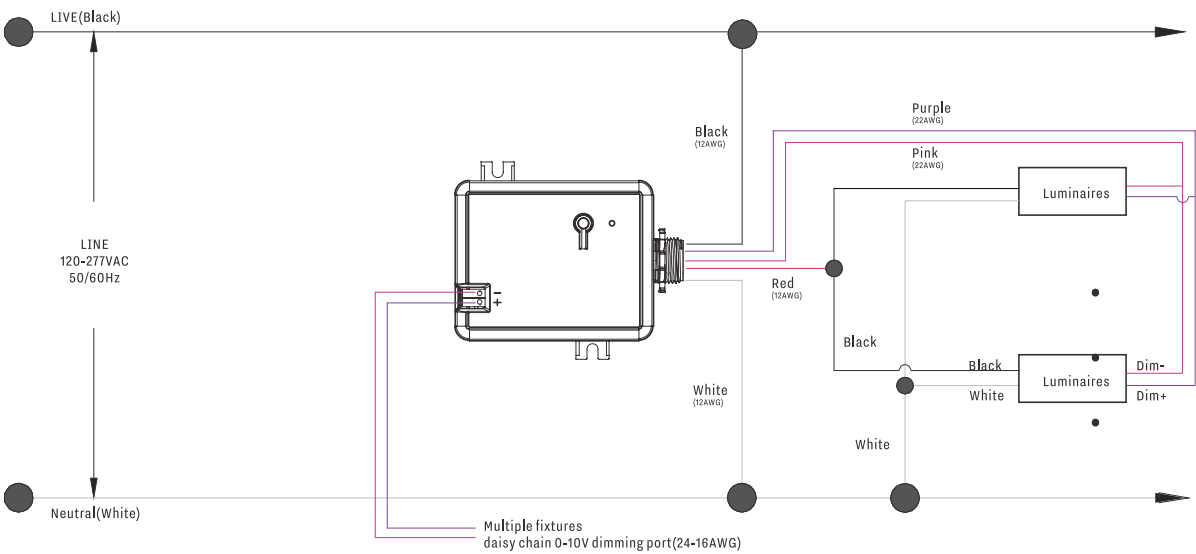 LIVE(Black)
Purple
(22AWG)
Black
(12AWG)
Pink
(22AWG)
Luminaires
LINE
120-277VAC
50/60Hz
Red
(12AWG)
−
+
Black
Black
Luminaires
Dim-
White
Dim+
White
(12AWG)
White
Neutral(White)
Multiple fixtures
daisy chain 0-10V dimming port(24-16AWG)